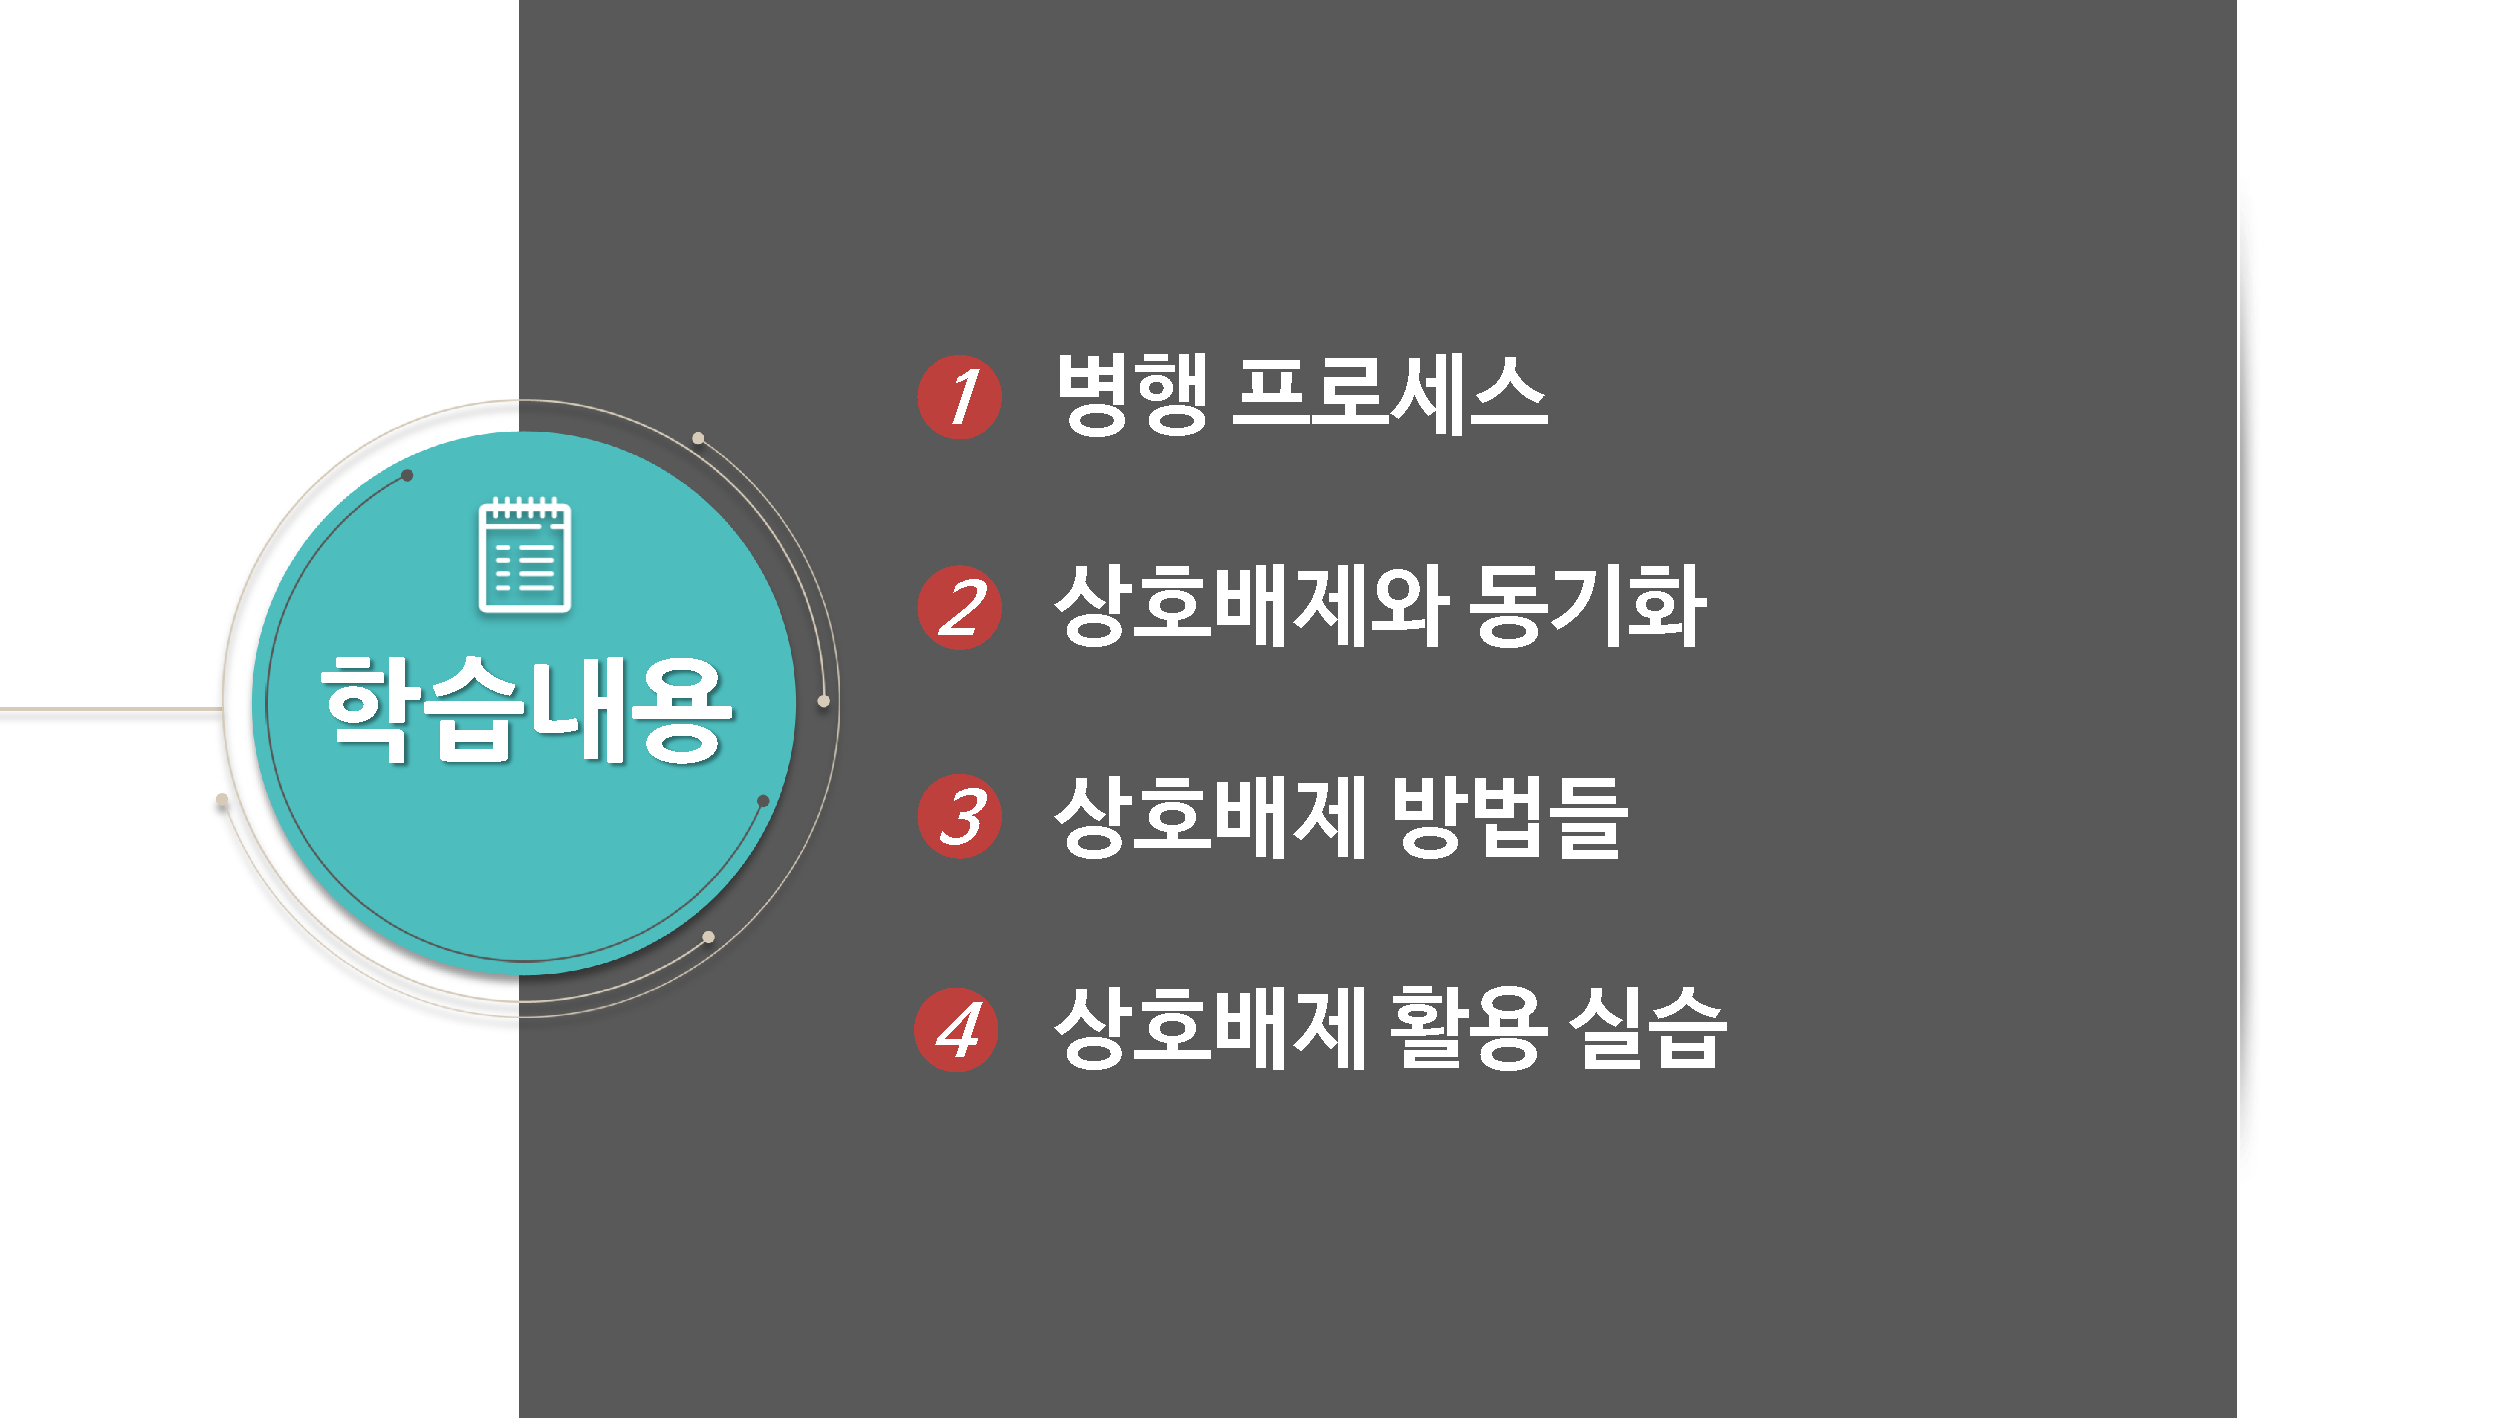 학습내용
1 병행 프로세스
2 상호배제와 동기화
3 상호배제 방법들
4 상호배제 활용 실습